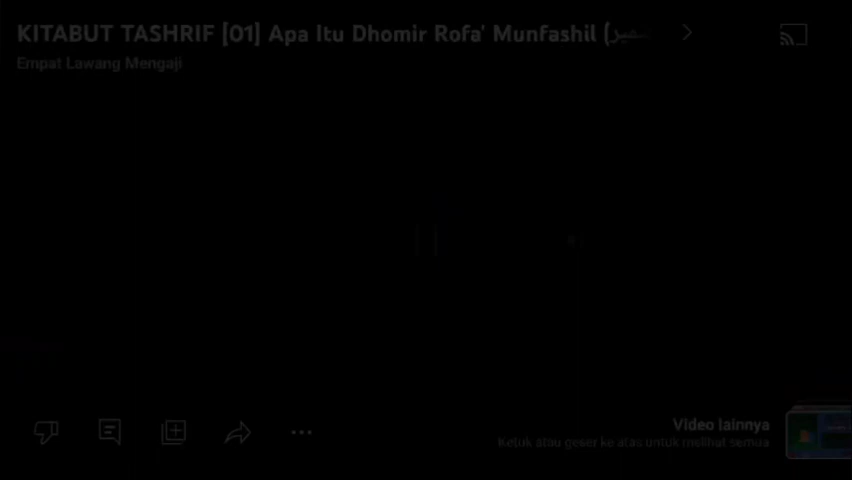 KITABUT TASHRIF [01] Apa Itu Dhomir Rofa' Munfashil (ضمير
Empat Lawang Mengaji
Video lainnya
Ketuk atau geser ke atas untuk melihat semua